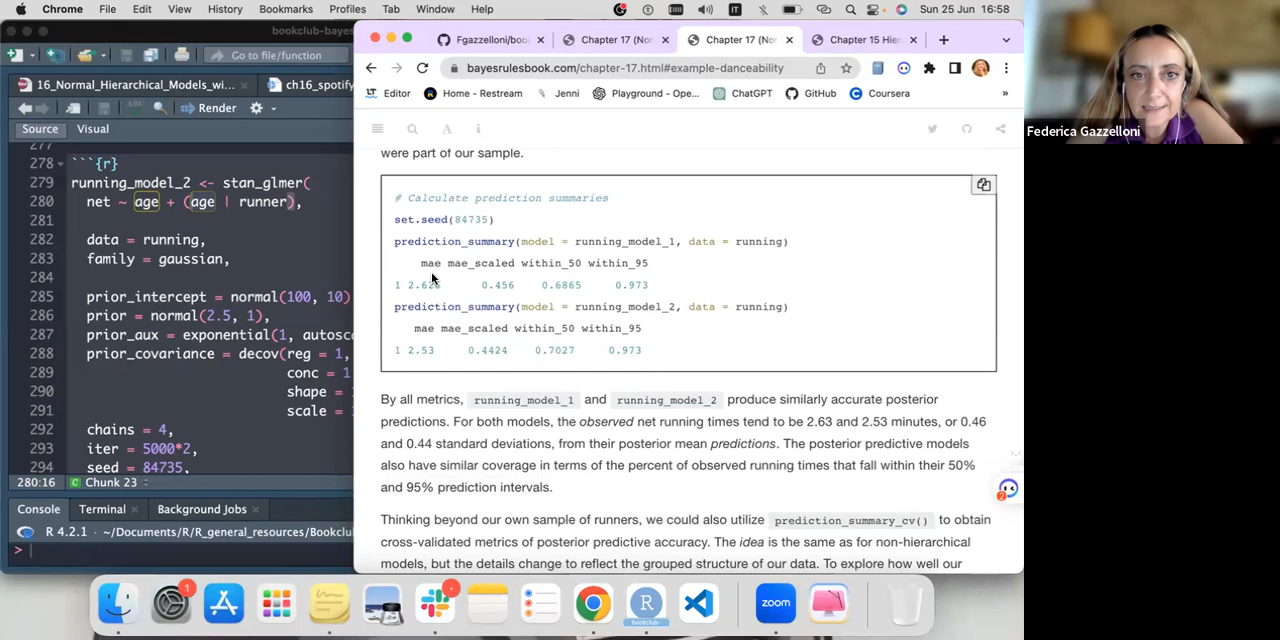 Chrome File Edit View History Bookmarks Profiles Tab Window Help Sun 25 Jun 16:58
bookclub-bayes
Go to file/function
16_Normal_Hierarchical_Models_wi... ch16_spotify
Render
Source Visual
277
278 ```{r}
279 running_model_2 <- stan_glmer(
280 net ~ age + (age | runner),
281
282 data = running,
283 family = gaussian,
284
285 prior_intercept = normal(100, 10)
286 prior = normal(2.5, 1),
287 prior_aux = exponential(1, autosc
288 prior_covariance = decov(reg = 1,
289 conc = 1
290 shape =
291 scale =
292 chains = 4,
293 iter = 5000*2,
294 seed = 84735,
280:16 Chunk 23
Console Terminal Background Jobs
R 4.2.1 · ~/Documents/R/R_general_resources/Bookclu
>
Fgazzelloni/boo Chapter 17 (Nor Chapter 17 (No Chapter 15 Hier
bayesrulesbook.com/chapter-17.html#example-danceability
Editor Home - Restream Jenni Playground - Ope... ChatGPT GitHub Coursera »
were part of our sample.
# Calculate prediction summaries
set.seed(84735)
prediction_summary(model = running_model_1, data = running)
mae mae_scaled within_50 within_95
1 2.626 0.456 0.6865 0.973
prediction_summary(model = running_model_2, data = running)
mae mae_scaled within_50 within_95
1 2.53 0.4424 0.7027 0.973
By all metrics, running_model_1 and running_model_2 produce similarly accurate posterior
predictions. For both models, the observed net running times tend to be 2.63 and 2.53 minutes, or 0.46
and 0.44 standard deviations, from their posterior mean predictions. The posterior predictive models
also have similar coverage in terms of the percent of observed running times that fall within their 50%
and 95% prediction intervals.
Thinking beyond our own sample of runners, we could also utilize prediction_summary_cv() to obtain
cross-validated metrics of posterior predictive accuracy. The idea is the same as for non-hierarchical
models, but the details change to reflect the grouped structure of our data. To explore how well our
Federica Gazzelloni
1
2
zoom
R
bookclub-